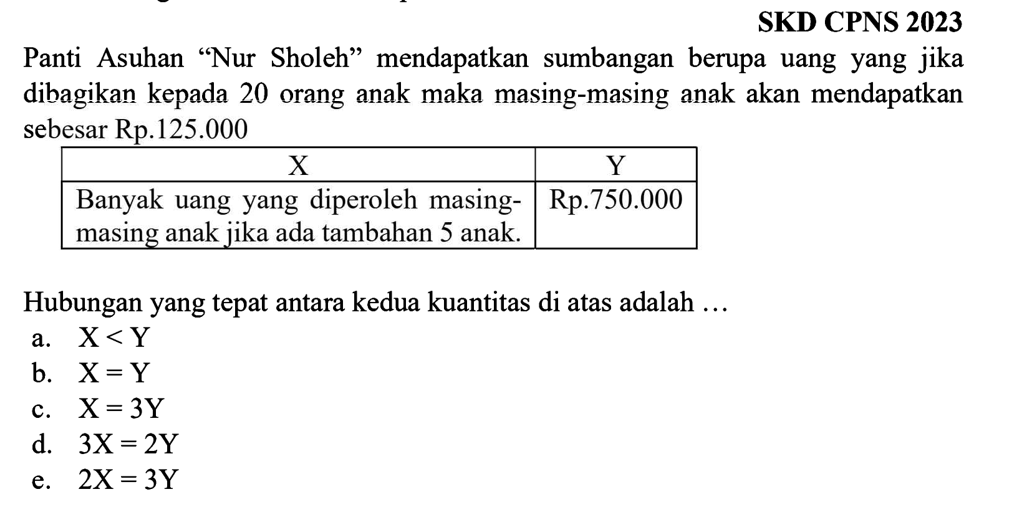 SKD CPNS 2023
Panti Asuhan “Nur Sholeh” mendapatkan sumbangan berupa uang yang jika
dibagikan kepada 20 orang anak maka masing-masing anak akan mendapatkan
sebesar Rp.125.000
X Y
Banyak uang yang diperoleh masing- Rp.750.000
masing anak jika ada tambahan 5 anak.
Hubungan yang tepat antara kedua kuantitas di atas adalah …
a. X < Y
b. X = Y
c. X = 3Y
d. 3X = 2Y
e. 2X = 3Y